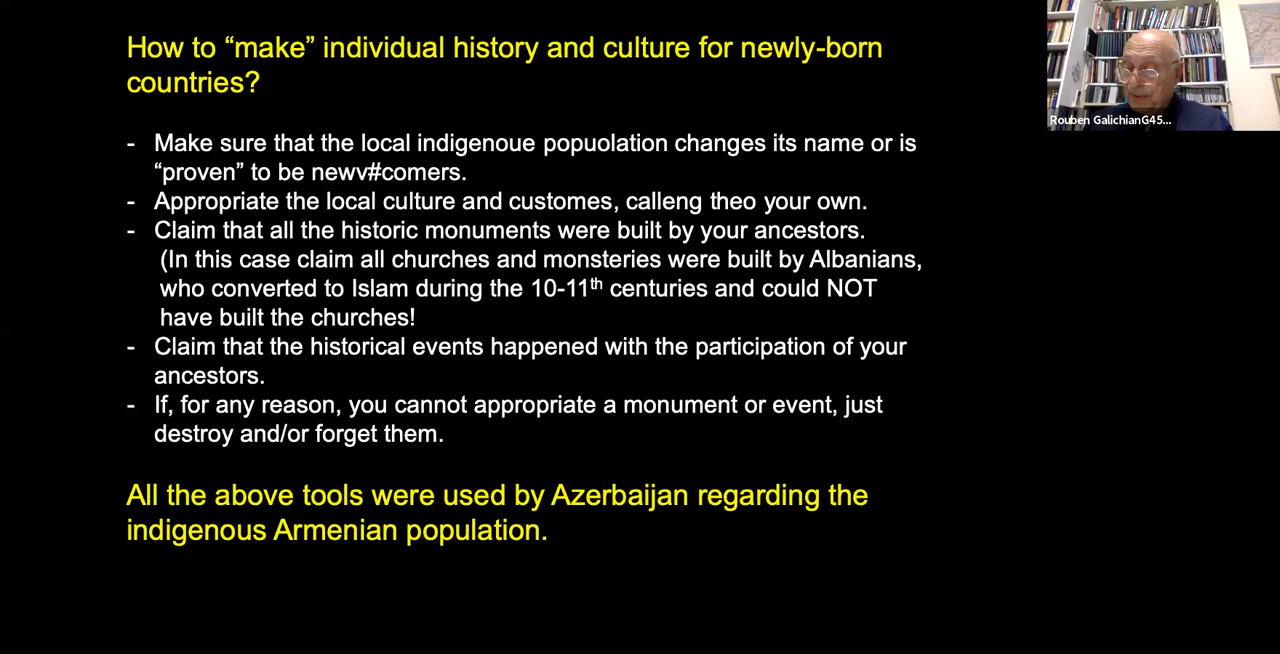 How to “make” individual history and culture for newly-born
countries?
- Make sure that the local indigenoue popuolation changes its name or is
“proven” to be newv#comers.
- Appropriate the local culture and customes, calleng theo your own.
- Claim that all the historic monuments were built by your ancestors.
(In this case claim all churches and monsteries were built by Albanians,
who converted to Islam during the 10-11th centuries and could NOT
have built the churches!
- Claim that the historical events happened with the participation of your
ancestors.
- If, for any reason, you cannot appropriate a monument or event, just
destroy and/or forget them.
All the above tools were used by Azerbaijan regarding the
indigenous Armenian population.
Rouben GalichianG45...